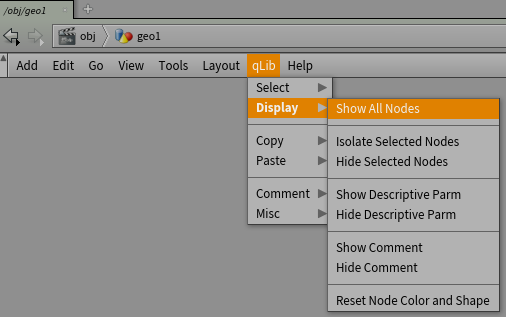 /obj/geo1
obj geo1
Add Edit Go View Tools Layout qLib Help
Select
Display
Copy
Paste
Comment
Misc
Show All Nodes
Isolate Selected Nodes
Hide Selected Nodes
Show Descriptive Parm
Hide Descriptive Parm
Show Comment
Hide Comment
Reset Node Color and Shape